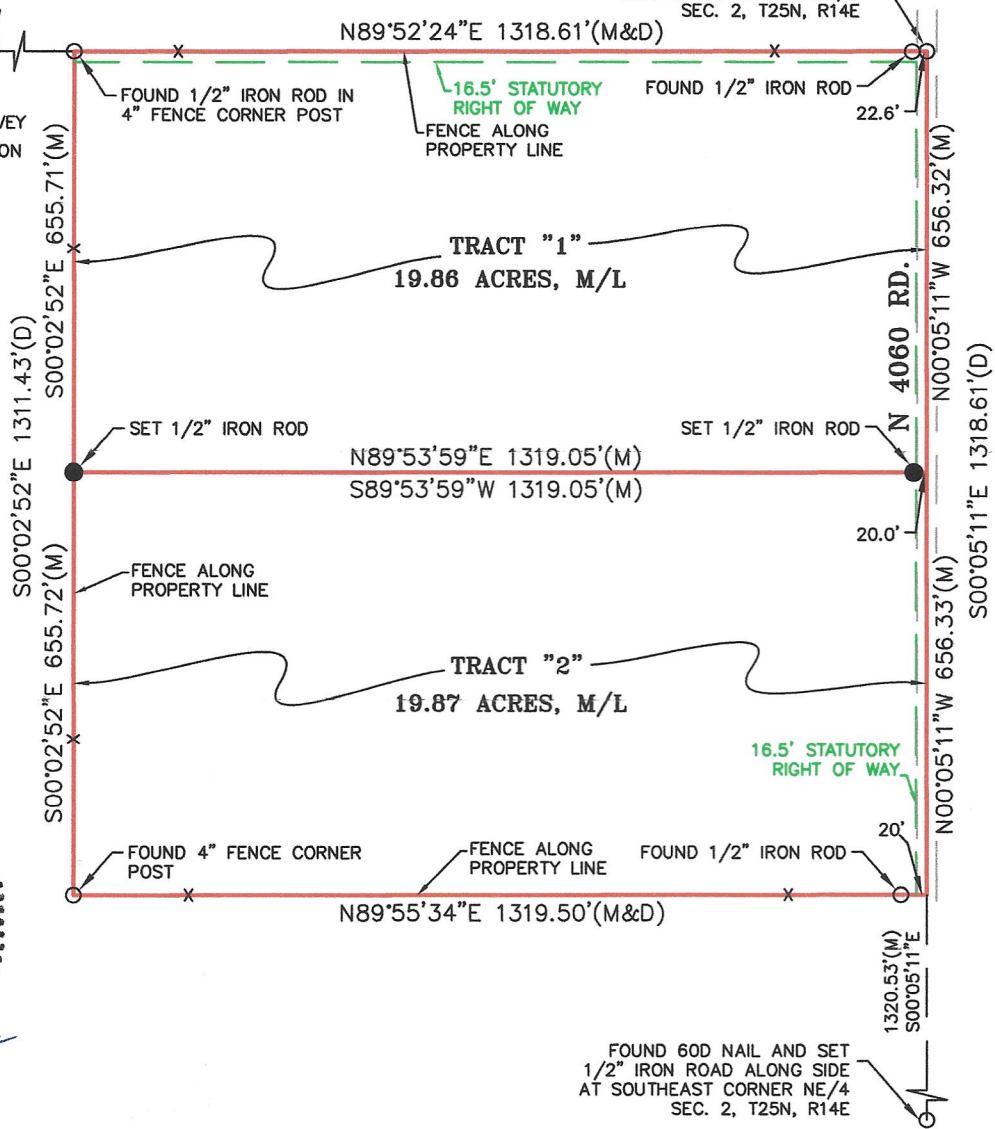 SEC. 2, T25N, R14E
N89°52'24"E 1318.61'(M&D)
FOUND 1/2" IRON ROD IN
4" FENCE CORNER POST
16.5' STATUTORY
RIGHT OF WAY
FENCE ALONG
PROPERTY LINE
FOUND 1/2" IRON ROD
22.6'
S00°02'52"E 655.71'(M)
N00°05'11"W 656.32'(M)
TRACT "1"
19.86 ACRES, M/L
N 4060 RD.
S00°02'52"E 1311.43'(D)
S00°05'11"E 1318.61'(D)
SET 1/2" IRON ROD
SET 1/2" IRON ROD
N89°53'59"E 1319.05'(M)
S89°53'59"W 1319.05'(M)
20.0'
FENCE ALONG
PROPERTY LINE
S00°02'52"E 655.72'(M)
N00°05'11"W 656.33'(M)
TRACT "2"
19.87 ACRES, M/L
16.5' STATUTORY
RIGHT OF WAY
20'
FOUND 4" FENCE CORNER
POST
FENCE ALONG
PROPERTY LINE
FOUND 1/2" IRON ROD
N89°55'34"E 1319.50'(M&D)
1320.53'(M)
S00°05'11"E
FOUND 60D NAIL AND SET
1/2" IRON ROAD ALONG SIDE
AT SOUTHEAST CORNER NE/4
SEC. 2, T25N, R14E